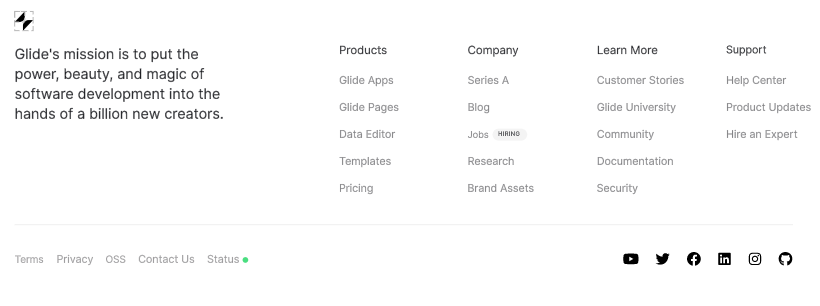 Glide's mission is to put the
power, beauty, and magic of
software development into the
hands of a billion new creators.
Products
Glide Apps
Glide Pages
Data Editor
Templates
Pricing
Company
Series A
Blog
Jobs HIRING
Research
Brand Assets
Learn More
Customer Stories
Glide University
Community
Documentation
Security
Support
Help Center
Product Updates
Hire an Expert
Terms Privacy OSS Contact Us Status